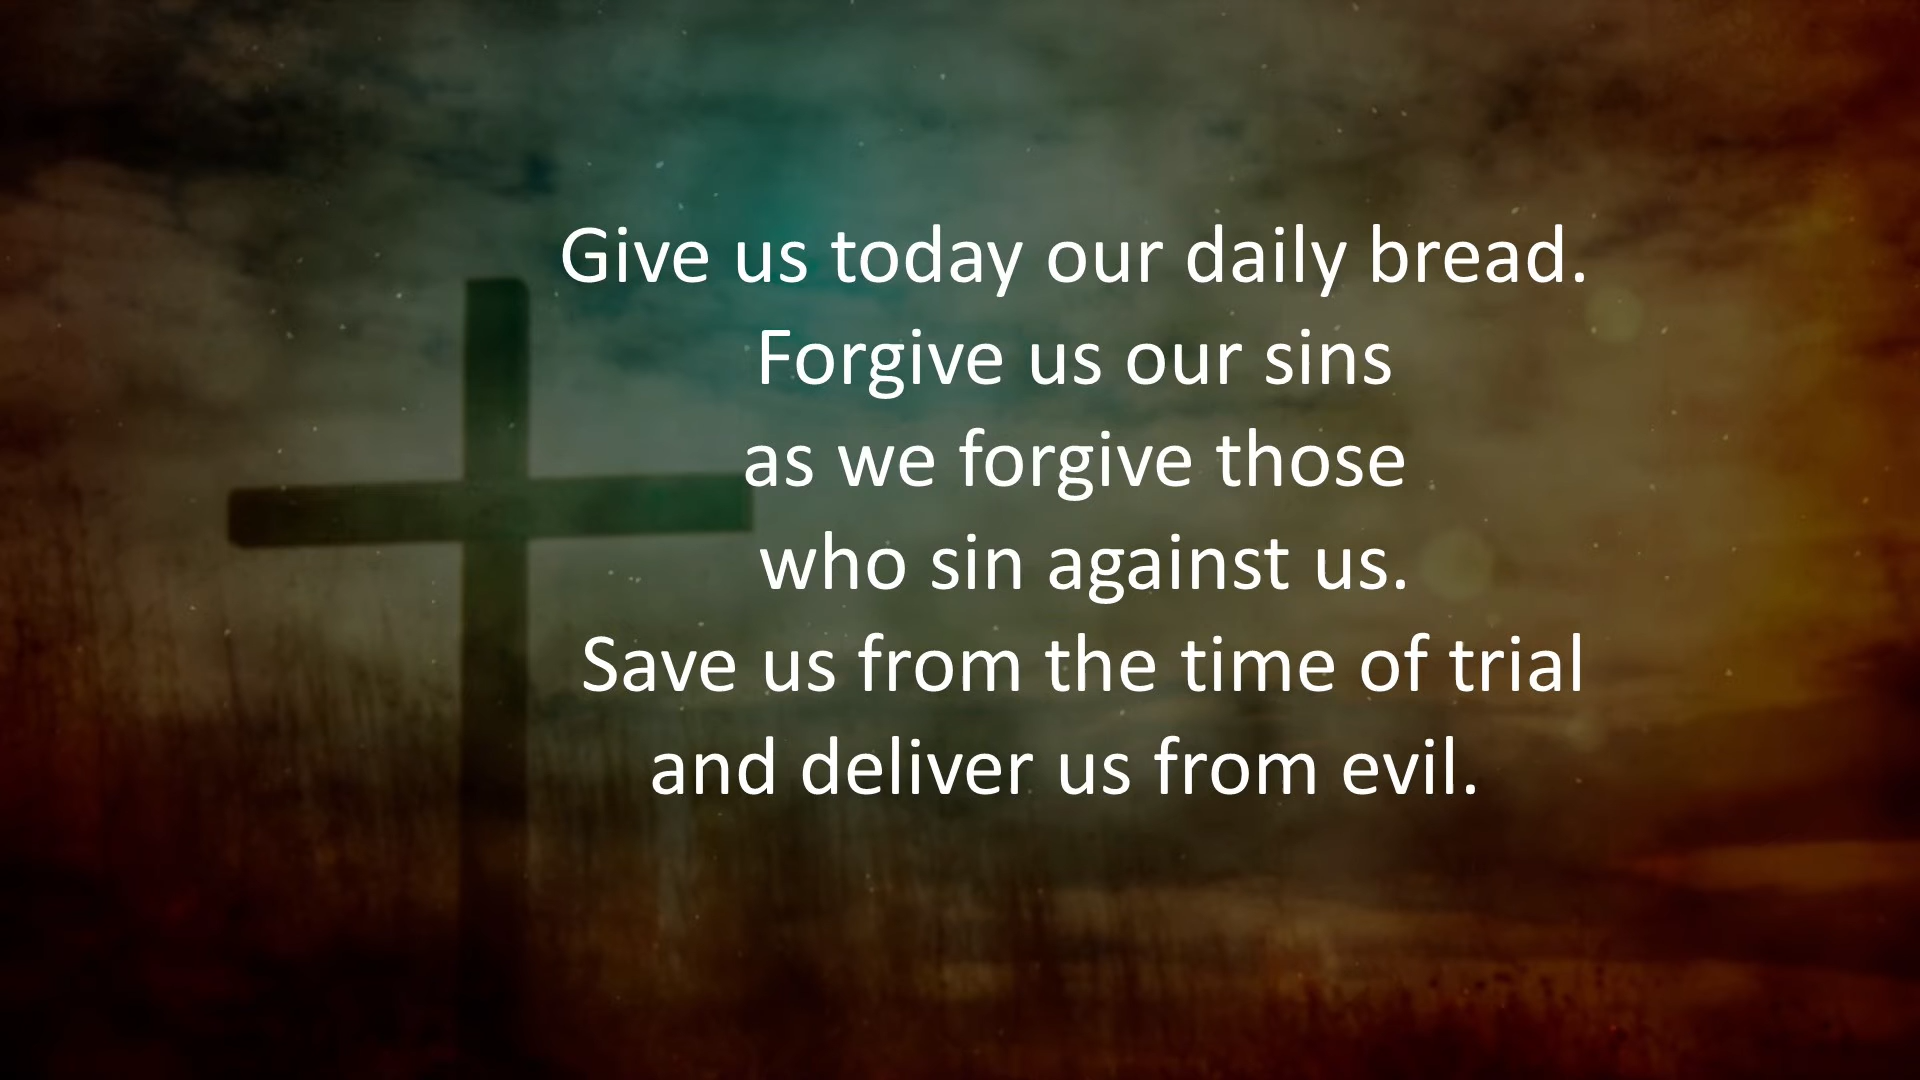 Give us today our daily bread.
Forgive us our sins
as we forgive those
who sin against us.
Save us from the time of trial
and deliver us from evil.